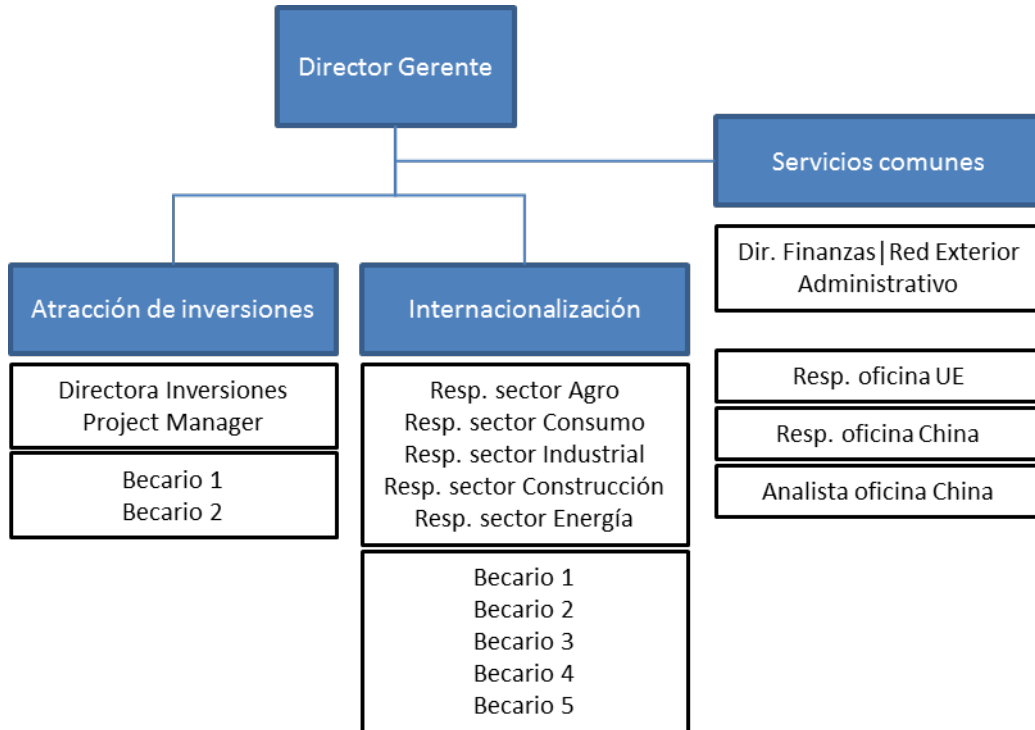 Director Gerente
Servicios comunes
Dir. Finanzas|Red Exterior
Administrativo
Resp. oficina UE
Resp. oficina China
Analista oficina China
Atracción de inversiones
Directora Inversiones
Project Manager
Becario 1
Becario 2
Internacionalización
Resp. sector Agro
Resp. sector Consumo
Resp. sector Industrial
Resp. sector Construcción
Resp. sector Energía
Becario 1
Becario 2
Becario 3
Becario 4
Becario 5